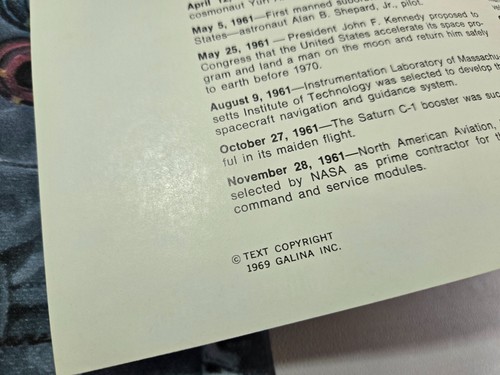 April 12,
cosmonaut Yuri
May 5, 1961—First manned
States—astronaut Alan B. Shepard, Jr., pilot.
May 25, 1961 — President John F. Kennedy proposed to
Congress that the United States accelerate its space pro-
gram and land a man on the moon and return him safely
to earth before 1970.
August 9, 1961—Instrumentation Laboratory of Massachu-
setts Institute of Technology was selected to develop
spacecraft navigation and guidance system.
October 27, 1961—The Saturn C-1 booster was
ful in its maiden flight.
November 28, 1961—North American Aviation,
selected by NASA as prime contractor for
command and service modules.
© TEXT COPYRIGHT
1969 GALINA INC.